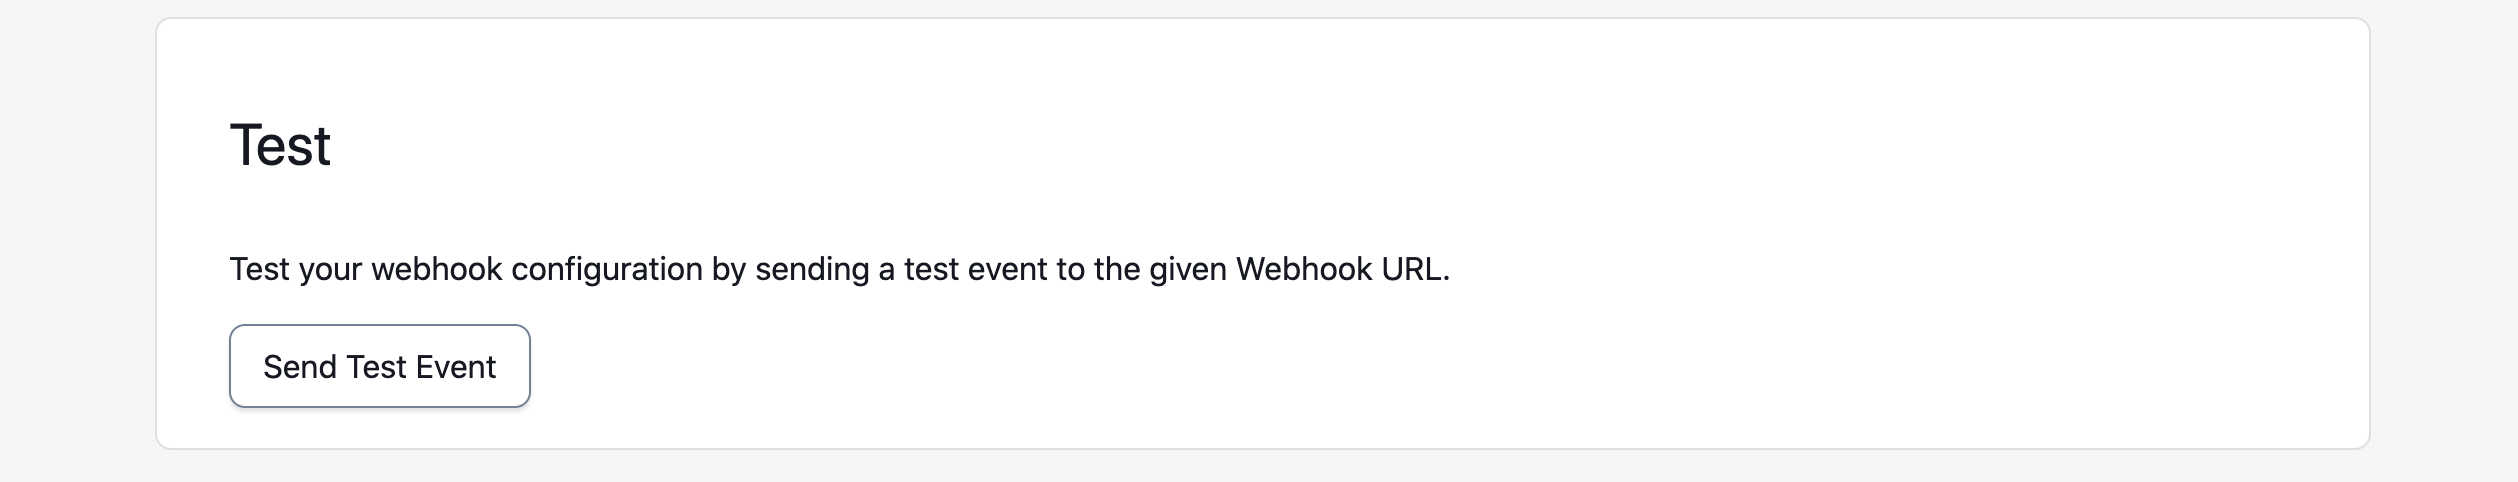 Test
Test your webhook configuration by sending a test event to the given Webhook URL.
Send Test Event